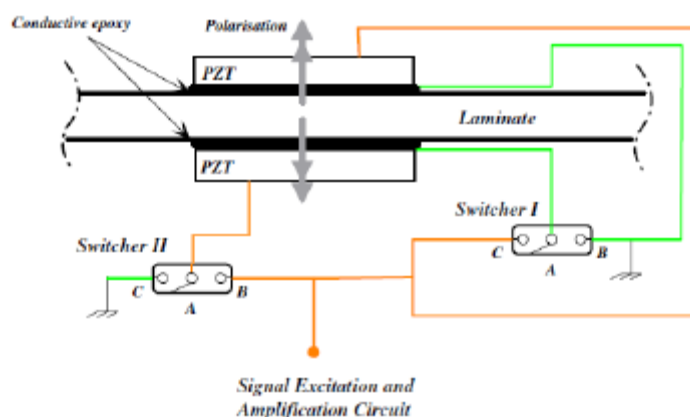 Conductive epoxy
Polarisation
PZT
Laminate
PZT
Switcher I
C
A
B
Switcher II
C
A
B
Signal Excitation and
Amplification Circuit